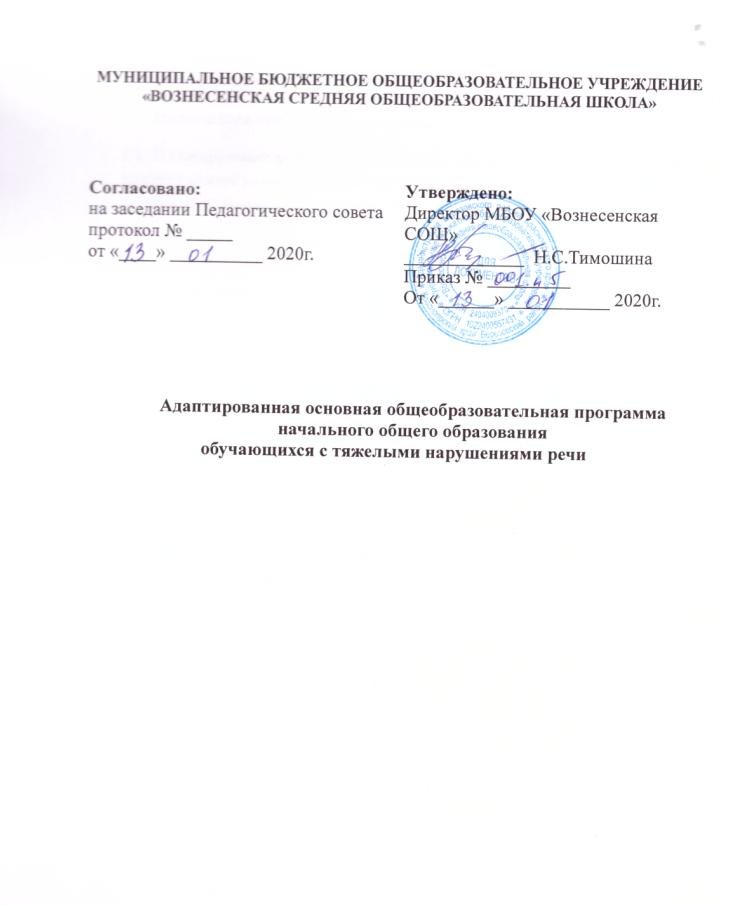 МУНИЦИПАЛЬНОЕ БЮДЖЕТНОЕ ОБЩЕОБРАЗОВАТЕЛЬНОЕ УЧРЕЖДЕНИЕ
«ВОЗНЕСЕНСКАЯ СРЕДНЯЯ ОБЩЕОБРАЗОВАТЕЛЬНАЯ ШКОЛА»
Согласовано:
на заседании Педагогического совета
протокол № _____
от «13» 01 2020г.
Утверждено:
Директор МБОУ «Вознесенская
СОШ»
Н.С.Тимошина
Приказ № 001.45
От «13» 01 2020г.
Адаптированная основная общеобразовательная программа
начального общего образования
обучающихся с тяжелыми нарушениями речи